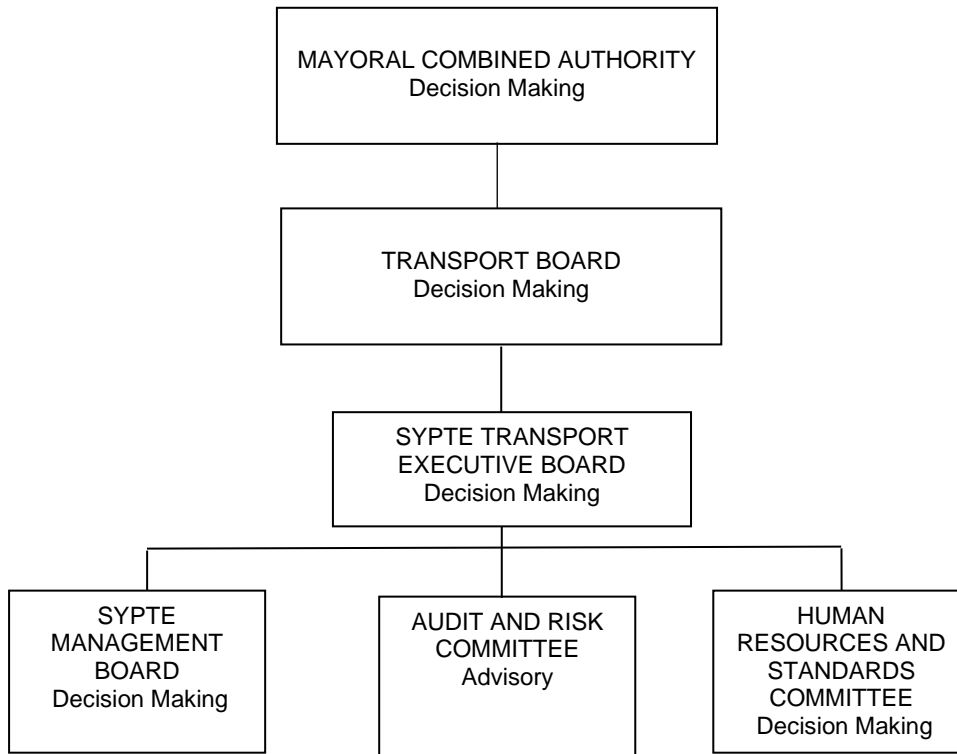 MAYORAL COMBINED AUTHORITY
Decision Making
TRANSPORT BOARD
Decision Making
SYPTE TRANSPORT
EXECUTIVE BOARD
Decision Making
SYPTE
MANAGEMENT
BOARD
Decision Making
AUDIT AND RISK
COMMITTEE
Advisory
HUMAN
RESOURCES AND
STANDARDS
COMMITTEE
Decision Making